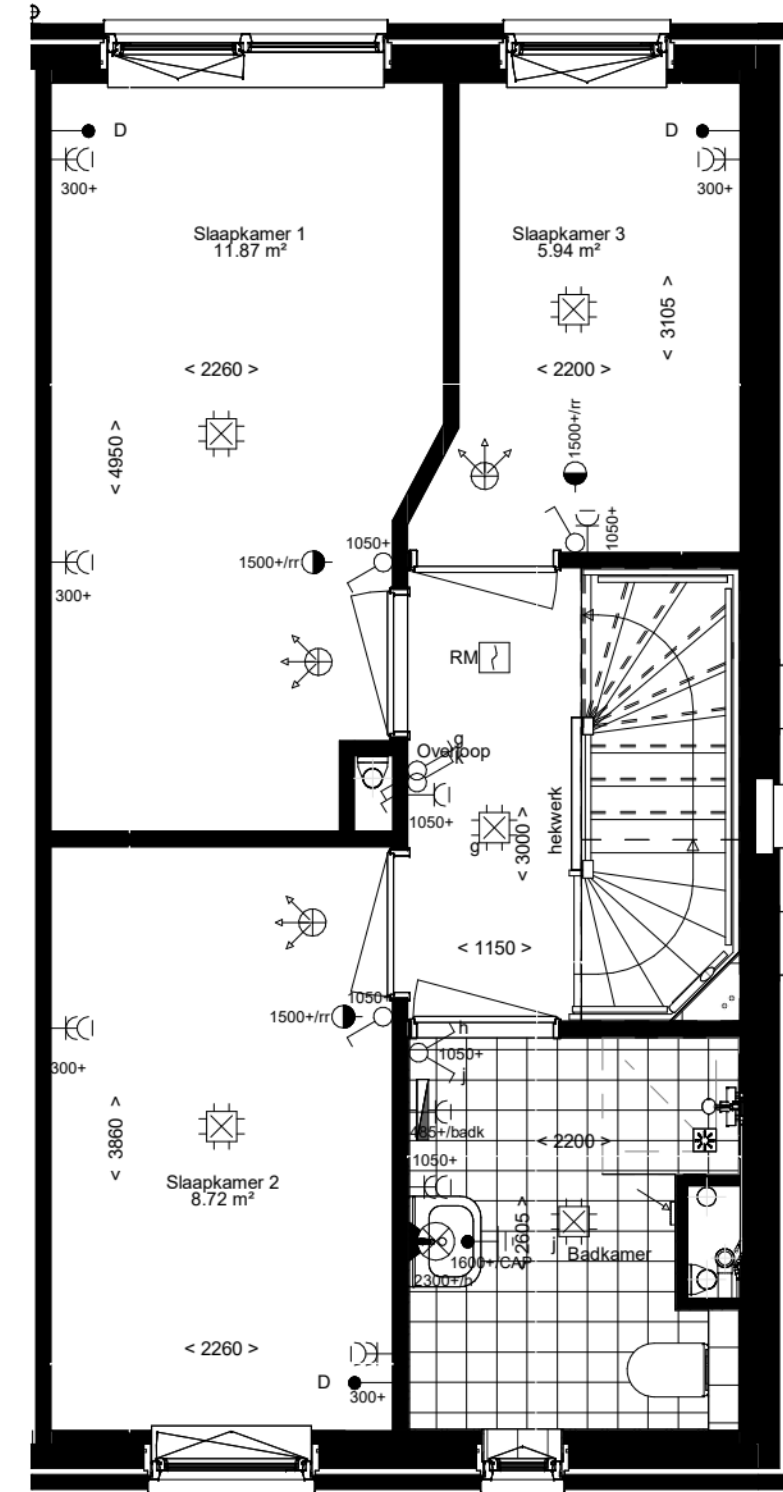 D
300+
D
300+
Slaapkamer 1
11.87 m²
Slaapkamer 3
5.94 m²
< 3105 >
< 2260 >
< 2200 >
< 4950 >
1500+/rr
1050+
1050+
1500+/rr
300+
RM
Overloop
g
k
1050+
g
< 3000 >
hekwerk
< 1150 >
1050+
1500+/rr
300+
h
1050+
j
485+/badk
< 2200 >
< 3860 >
1050+
Slaapkamer 2
8.72 m²
< 2605 >
j
Badkamer
1600+/CAP
2300+/h
< 2260 >
D
300+